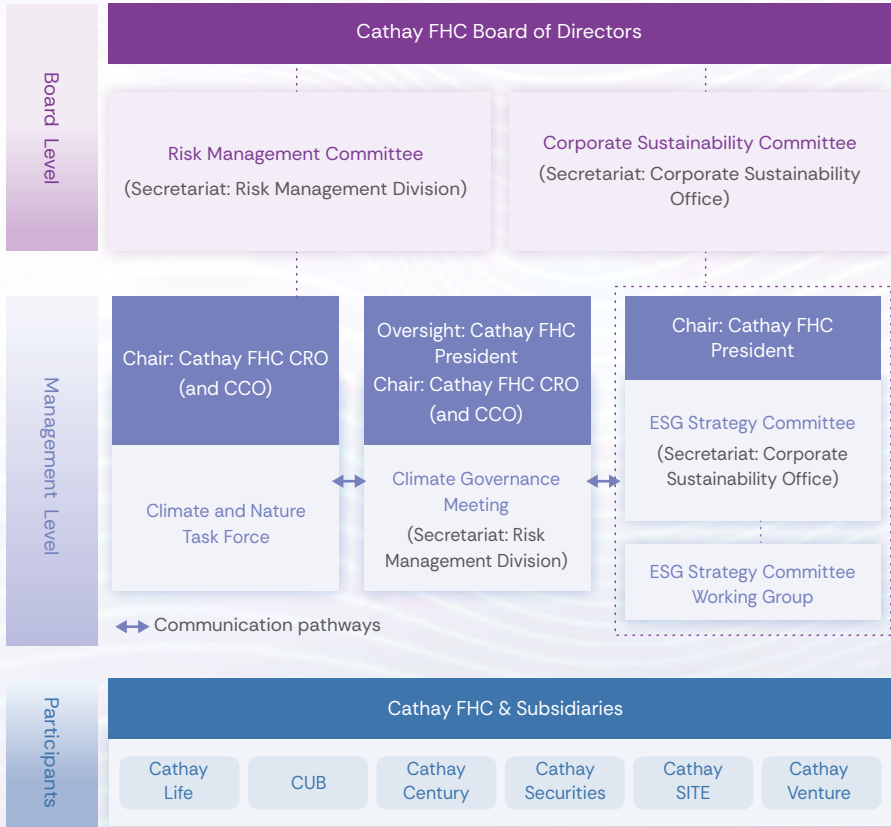 Board Level
Cathay FHC Board of Directors
Risk Management Committee
(Secretariat: Risk Management Division)
Corporate Sustainability Committee
(Secretariat: Corporate Sustainability
Office)
Management Level
Chair: Cathay FHC CRO
(and CCO)
Climate and Nature
Task Force
Oversight: Cathay FHC
President
Chair: Cathay FHC CRO
(and CCO)
Climate Governance
Meeting
(Secretariat: Risk
Management Division)
Chair: Cathay FHC
President
ESG Strategy Committee
(Secretariat: Corporate
Sustainability Office)
ESG Strategy Committee
Working Group
Communication pathways
Participants
Cathay FHC & Subsidiaries
Cathay
Life
CUB
Cathay
Century
Cathay
Securities
Cathay
SITE
Cathay
Venture